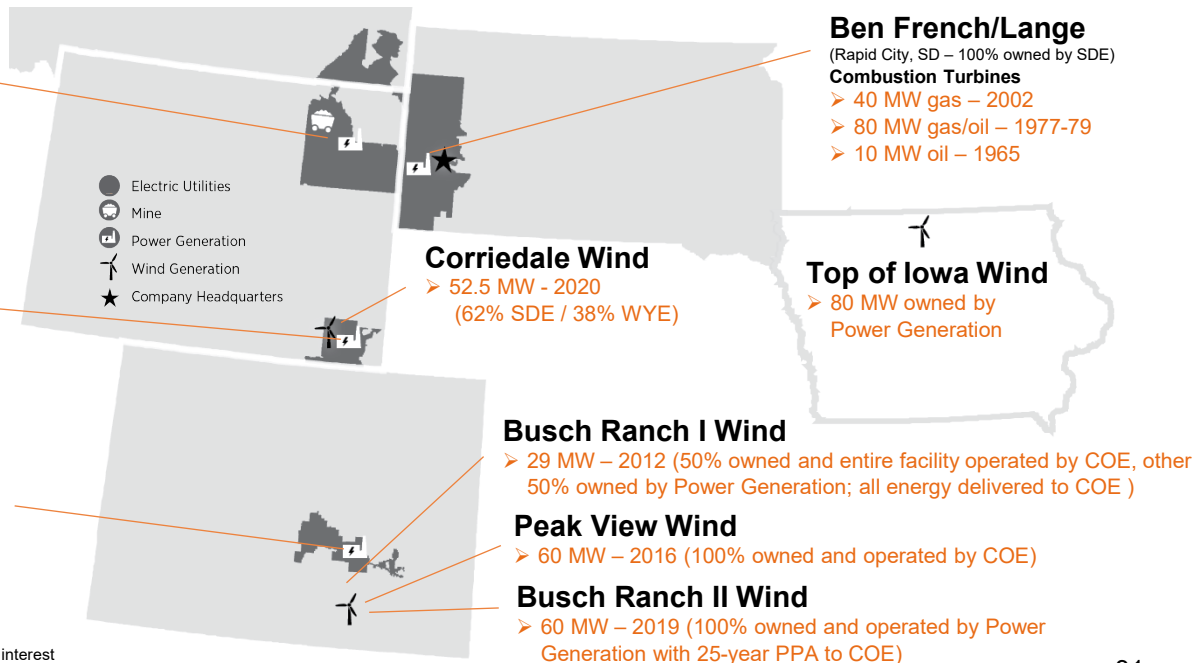 Ben French/Lange
(Rapid City, SD – 100% owned by SDE)
Combustion Turbines
➢ 40 MW gas – 2002
➢ 80 MW gas/oil – 1977-79
➢ 10 MW oil – 1965
Electric Utilities
Mine
Power Generation
Wind Generation
Company Headquarters
Corriedale Wind
➢ 52.5 MW - 2020
(62% SDE / 38% WYE)
Top of Iowa Wind
➢ 80 MW owned by
Power Generation
Busch Ranch I Wind
➢ 29 MW – 2012 (50% owned and entire facility operated by COE, other
50% owned by Power Generation; all energy delivered to COE )
Peak View Wind
➢ 60 MW – 2016 (100% owned and operated by COE)
Busch Ranch II Wind
➢ 60 MW – 2019 (100% owned and operated by Power
Generation with 25-year PPA to COE)
interest